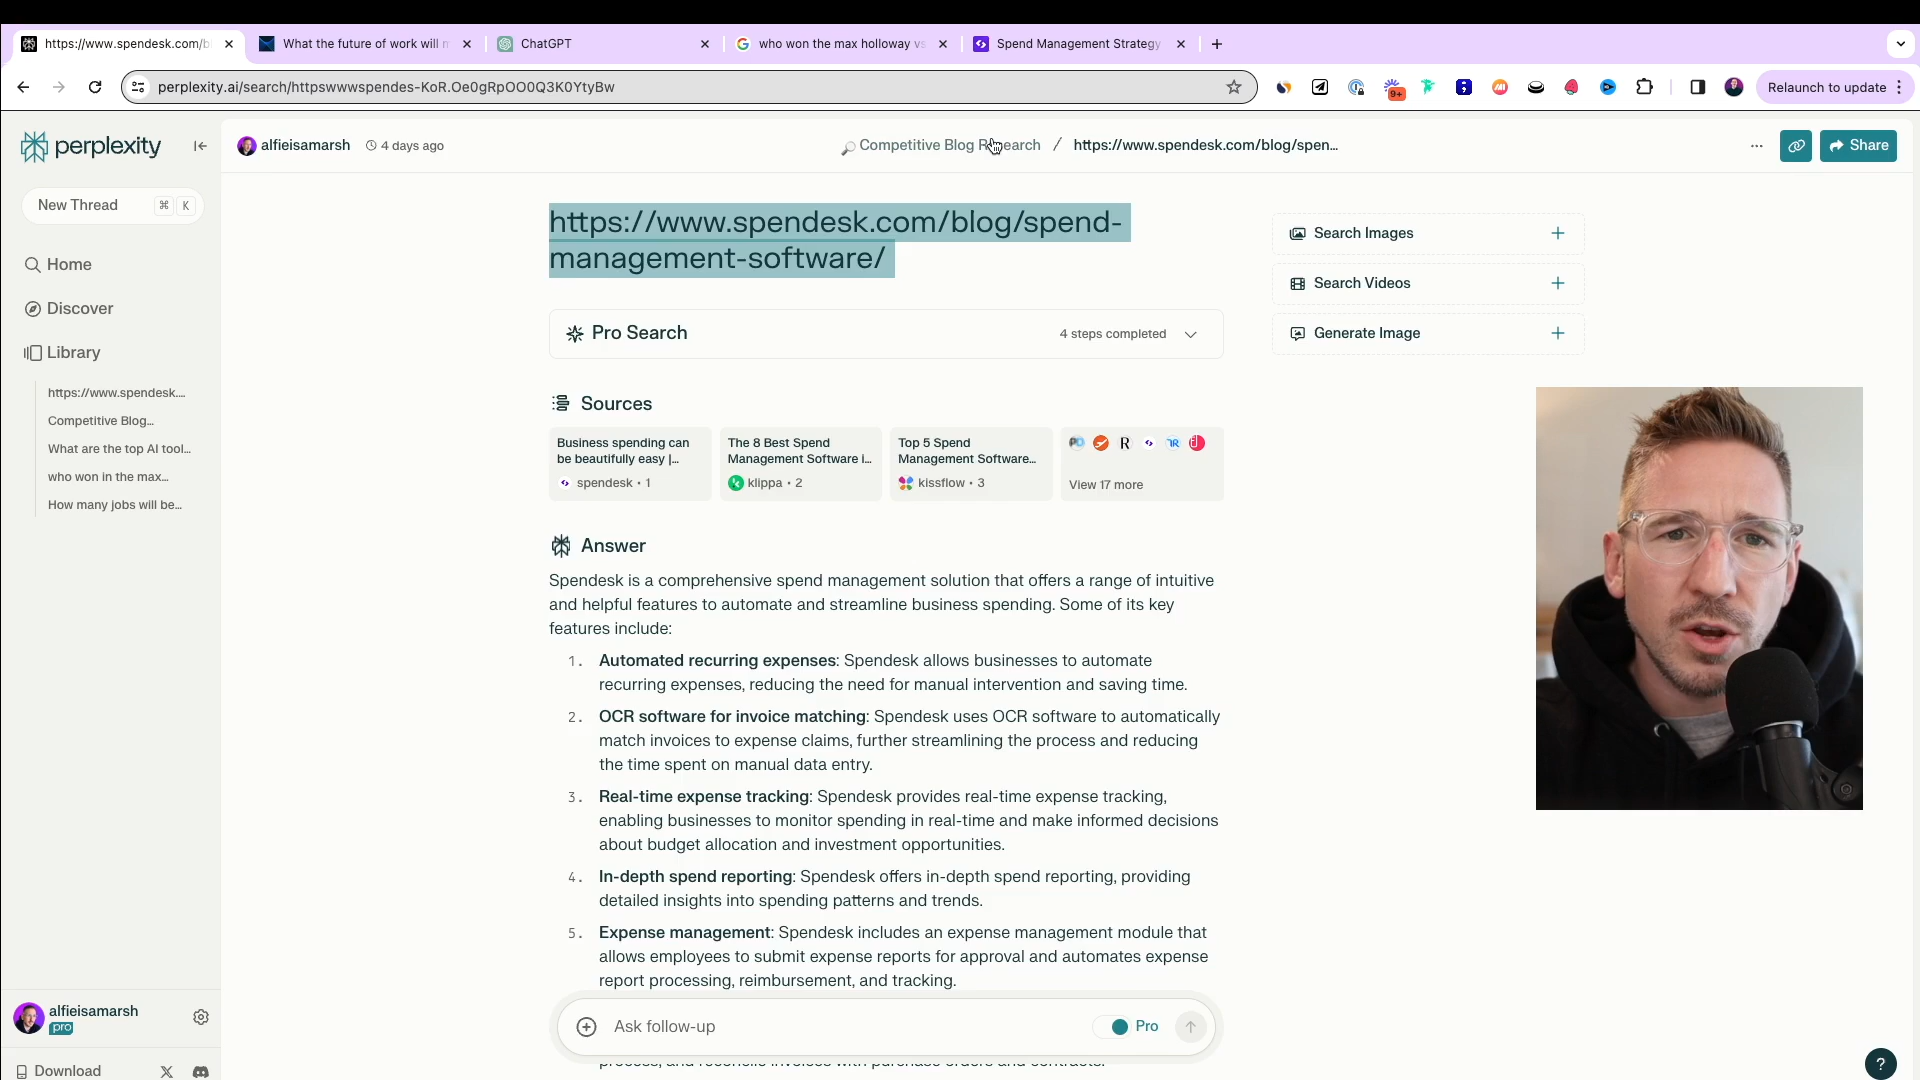 https://www.spendesk.com/b
What the future of work will r
ChatGPT
who won the max holloway vs
Spend Management Strategy
perplexity.ai/search/httpswwwspendes-KoR.Oe0gRpOO0Q3K0YtyBw
9+
Relaunch to update
perplexity
alfieisamarsh
4 days ago
Competitive Blog Research / https://www.spendesk.com/blog/spen...
Share
New Thread
⌘ K
Home
Discover
Library
https://www.spendesk....
Competitive Blog...
What are the top AI tool...
who won in the max...
How many jobs will be...
https://www.spendesk.com/blog/spend-
management-software/
Pro Search
4 steps completed
Search Images
Search Videos
Generate Image
Sources
Business spending can
be beautifully easy |...
spendesk • 1
The 8 Best Spend
Management Software i...
klippa • 2
Top 5 Spend
Management Software...
kissflow • 3
View 17 more
Answer
Spendesk is a comprehensive spend management solution that offers a range of intuitive
and helpful features to automate and streamline business spending. Some of its key
features include:
1. Automated recurring expenses: Spendesk allows businesses to automate
recurring expenses, reducing the need for manual intervention and saving time.
2. OCR software for invoice matching: Spendesk uses OCR software to automatically
match invoices to expense claims, further streamlining the process and reducing
the time spent on manual data entry.
3. Real-time expense tracking: Spendesk provides real-time expense tracking,
enabling businesses to monitor spending in real-time and make informed decisions
about budget allocation and investment opportunities.
4. In-depth spend reporting: Spendesk offers in-depth spend reporting, providing
detailed insights into spending patterns and trends.
5. Expense management: Spendesk includes an expense management module that
allows employees to submit expense reports for approval and automates expense
report processing, reimbursement, and tracking.
Ask follow-up
Pro
process, and reconcile invoices with purchase orders and contracts.
alfieisamarsh
pro
Download
?